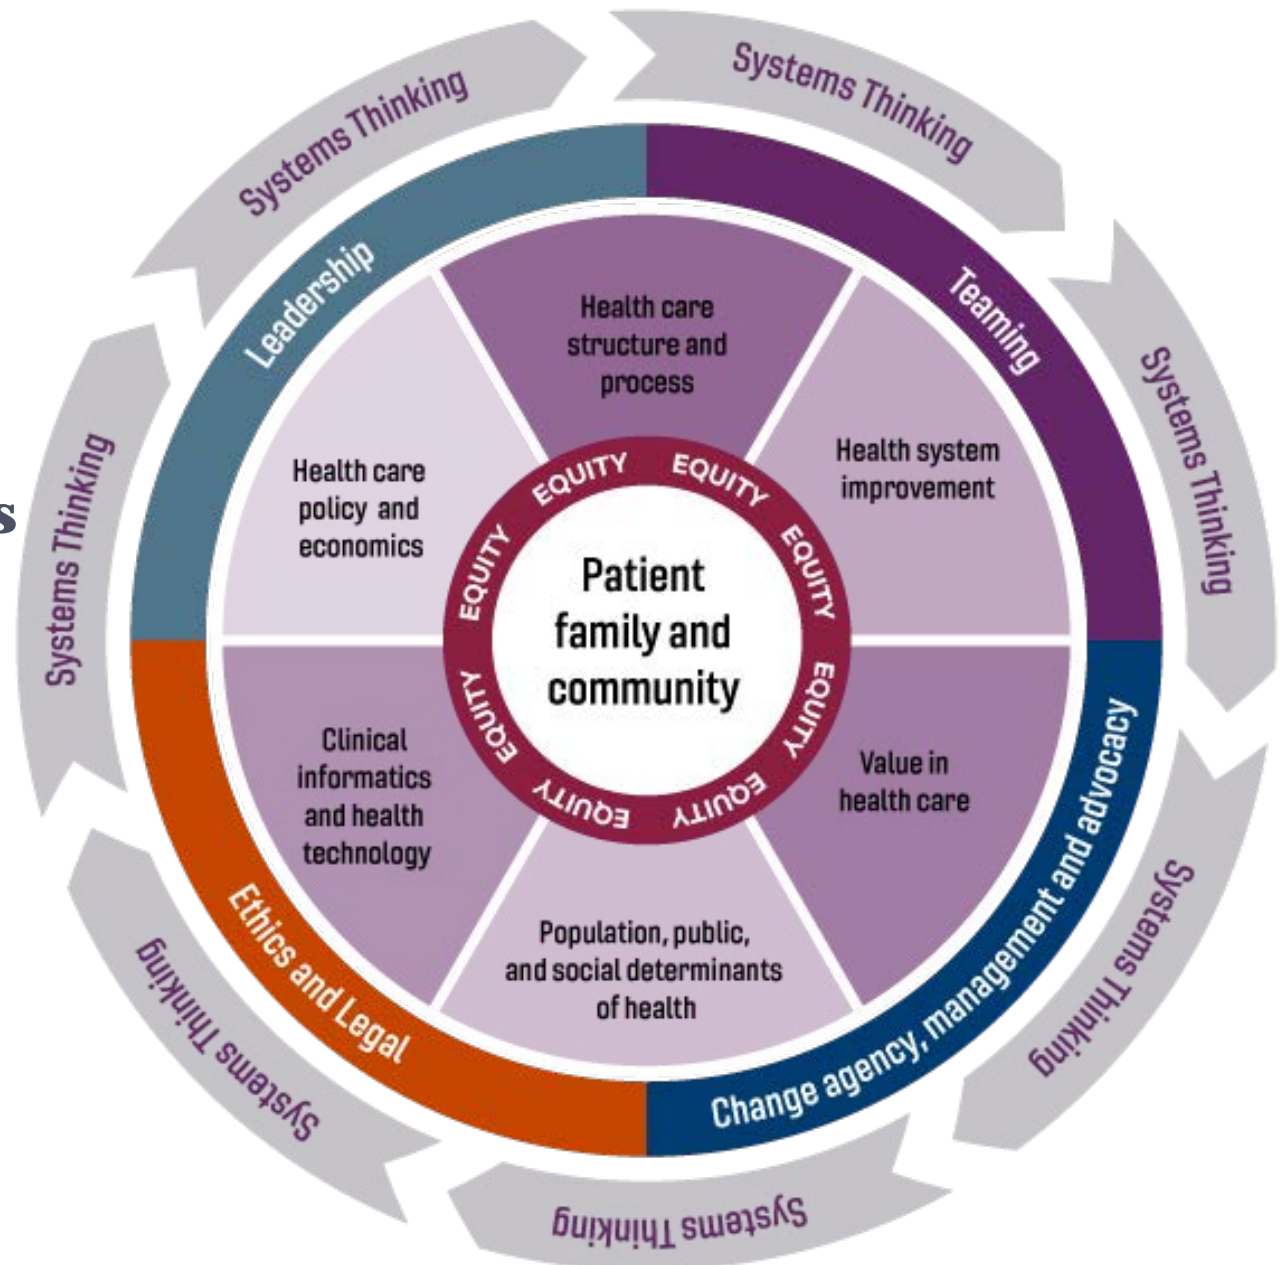 Systems Thinking
Systems Thinking
Systems Thinking
Systems Thinking
Systems Thinking
Systems Thinking
Systems Thinking
Leadership
Teaming
Change agency, management and advocacy
Ethics and Legal
Health care
structure and
process
Health system
improvement
Value in
health care
Population, public,
and social determinants
of health
Clinical
informatics
and health
technology
Health care
policy and
economics
EQUITY
EQUITY
EQUITY
EQUITY
EQUITY
EQUITY
EQUITY
EQUITY
Patient
family and
community
s